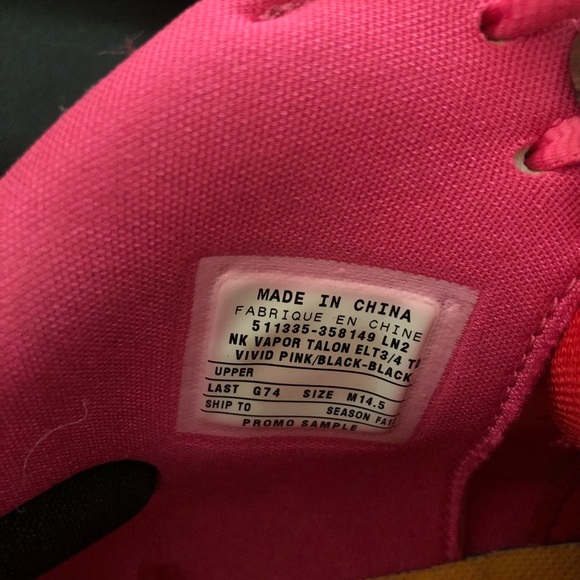 MADE IN CHINA
FABRIQUE EN CHINE
511335-358149 LN2
NK VAPOR TALON ELT3/4 T
VIVID PINK/BLACK-BLACK
UPPER
LAST G74 SIZE M14.5
SHIP TO SEASON FA
PROMO SAMPLE